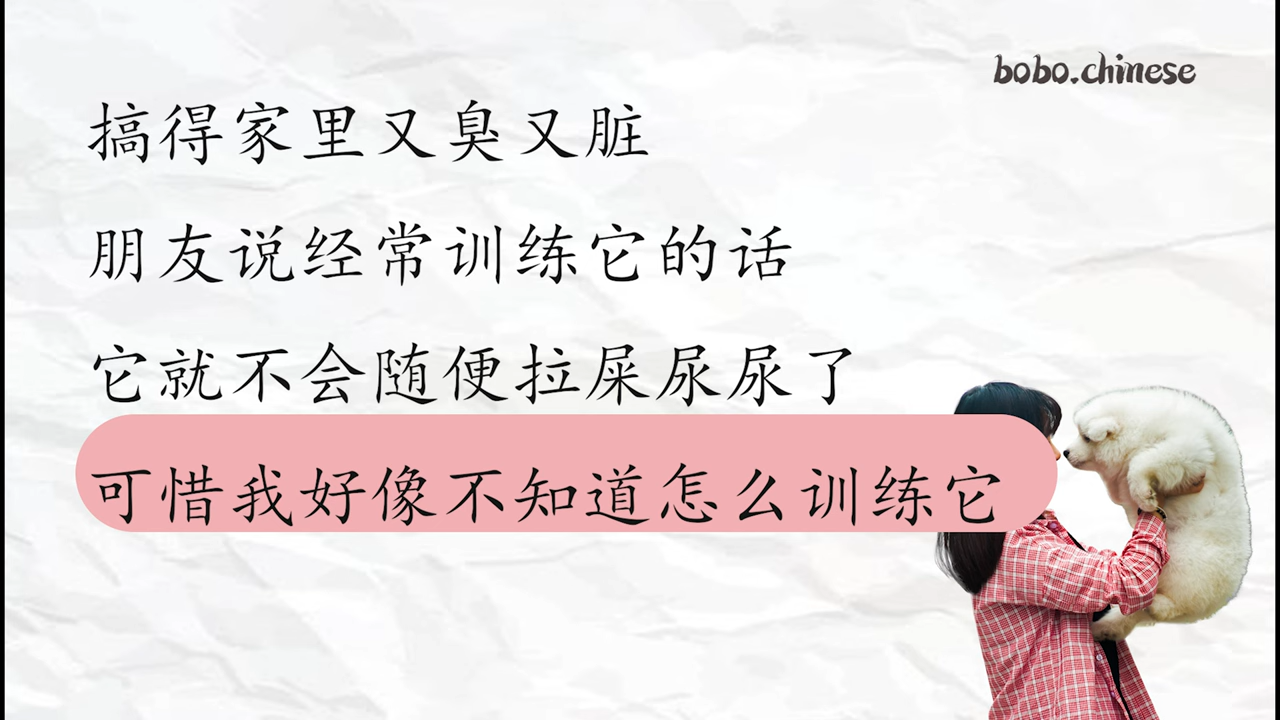 bobo.chinese
搞得家里又臭又脏
朋友说经常训练它的话
它就不会随便拉屎尿尿了
可惜我好像不知道怎么训练它